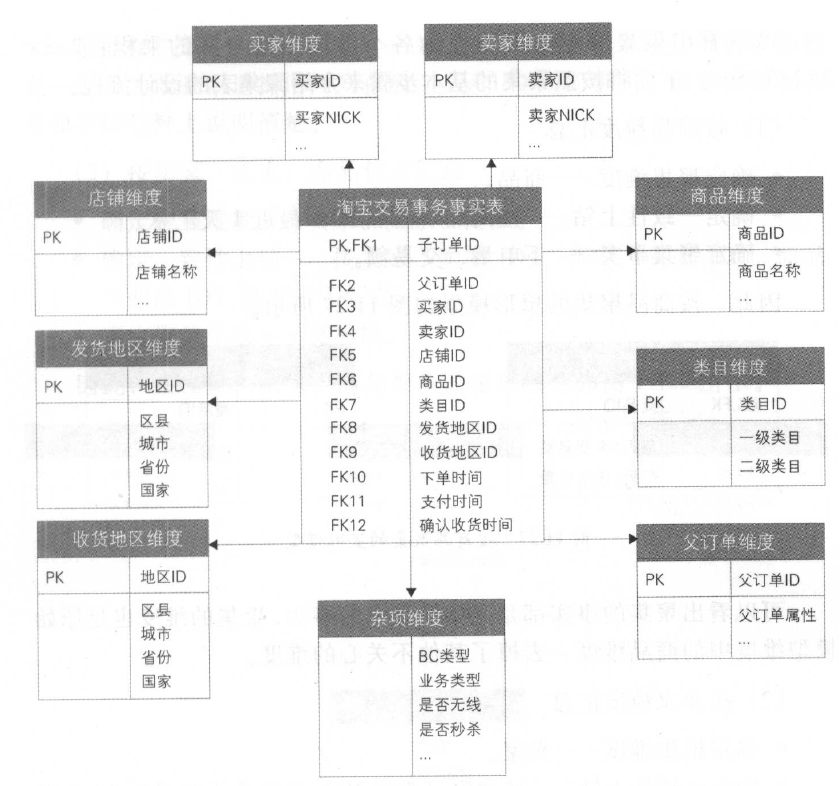 买家维度
PK 买家ID
买家NICK
...
卖家维度
PK 卖家ID
卖家NICK
...
店铺维度
PK 店铺ID
店铺名称
...
淘宝交易事务事实表
PK,FK1 子订单ID
FK2 父订单ID
FK3 买家ID
FK4 卖家ID
FK5 店铺ID
FK6 商品ID
FK7 类目ID
FK8 发货地区ID
FK9 收货地区ID
FK10 下单时间
FK11 支付时间
FK12 确认收货时间
商品维度
PK 商品ID
商品名称
...
发货地区维度
PK 地区ID
区县
城市
省份
国家
类目维度
PK 类目ID
一级类目
二级类目
收货地区维度
PK 地区ID
区县
城市
省份
国家
杂项维度
BC类型
业务类型
是否无线
是否秒杀
...
父订单维度
PK 父订单ID
父订单属性
...